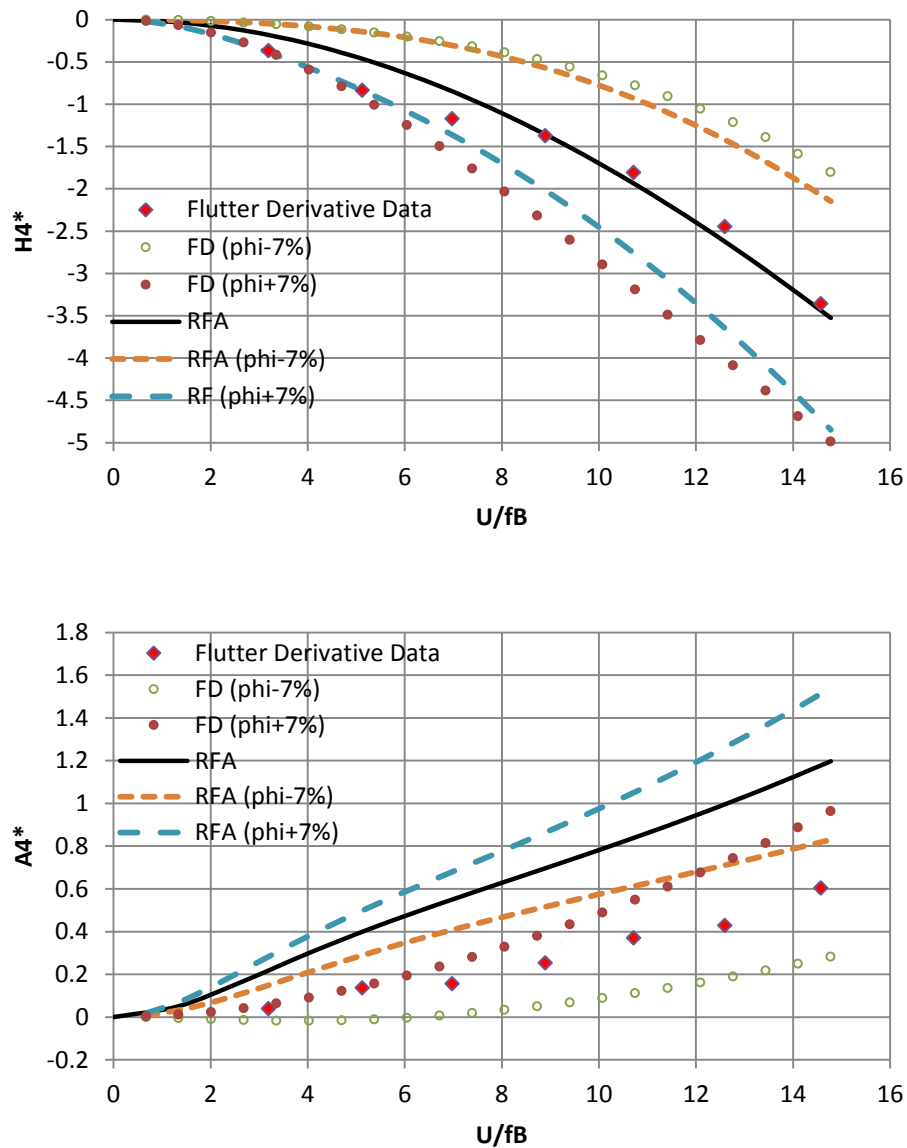 0
-0.5
-1
-1.5
-2
-2.5
-3
-3.5
-4
-4.5
-5
H4*
Flutter Derivative Data
FD (phi-7%)
FD (phi+7%)
RFA
RFA (phi-7%)
RF (phi+7%)
0 2 4 6 8 10 12 14 16
U/fB
1.8
1.6
1.4
1.2
1
0.8
0.6
0.4
0.2
0
-0.2
A4*
Flutter Derivative Data
FD (phi-7%)
FD (phi+7%)
RFA
RFA (phi-7%)
RFA (phi+7%)
0 2 4 6 8 10 12 14 16
U/fB